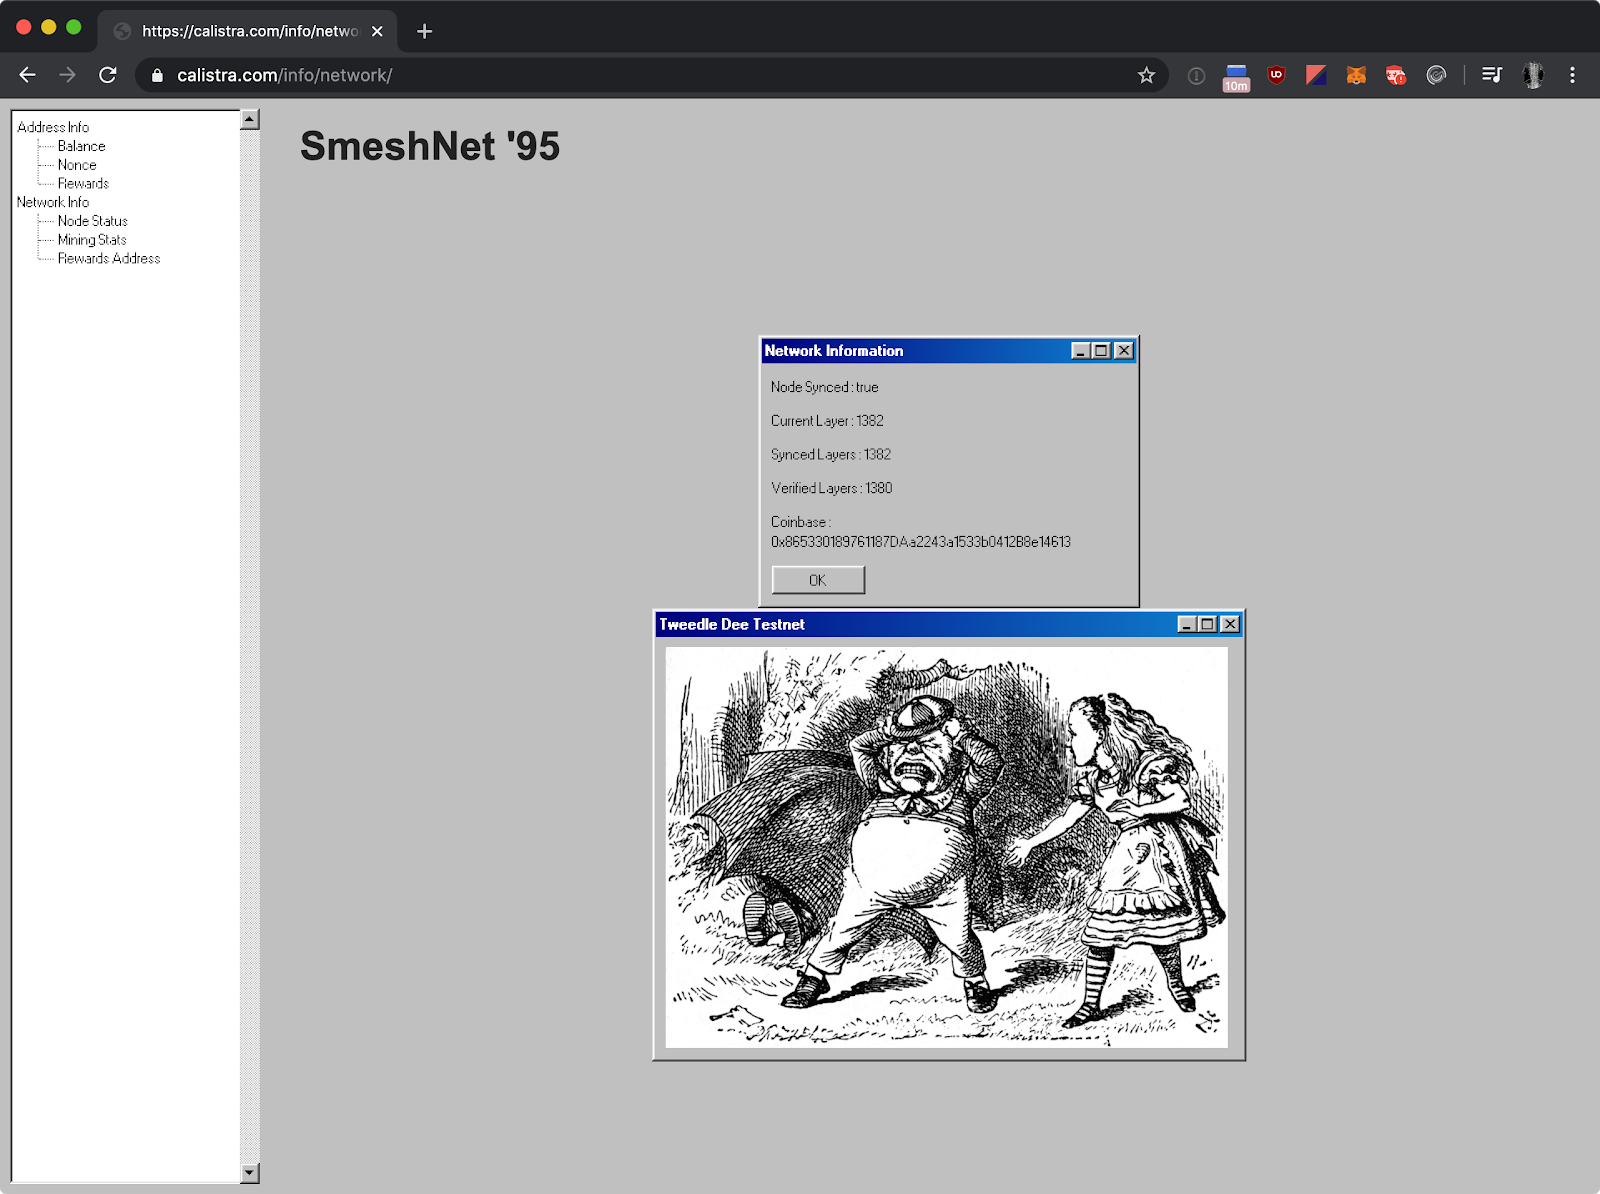 https://calistra.com/info/netwo
calistra.com/info/network/
10m
Address Info
Balance
Nonce
Rewards
Network Info
Node Status
Mining Stats
Rewards Address
SmeshNet '95
Network Information
Node Synced : true
Current Layer : 1382
Synced Layers : 1382
Verified Layers : 1380
Coinbase :
0x865330189761187DAa2243a1533b0412B8e14613
OK
Tweedle Dee Testnet